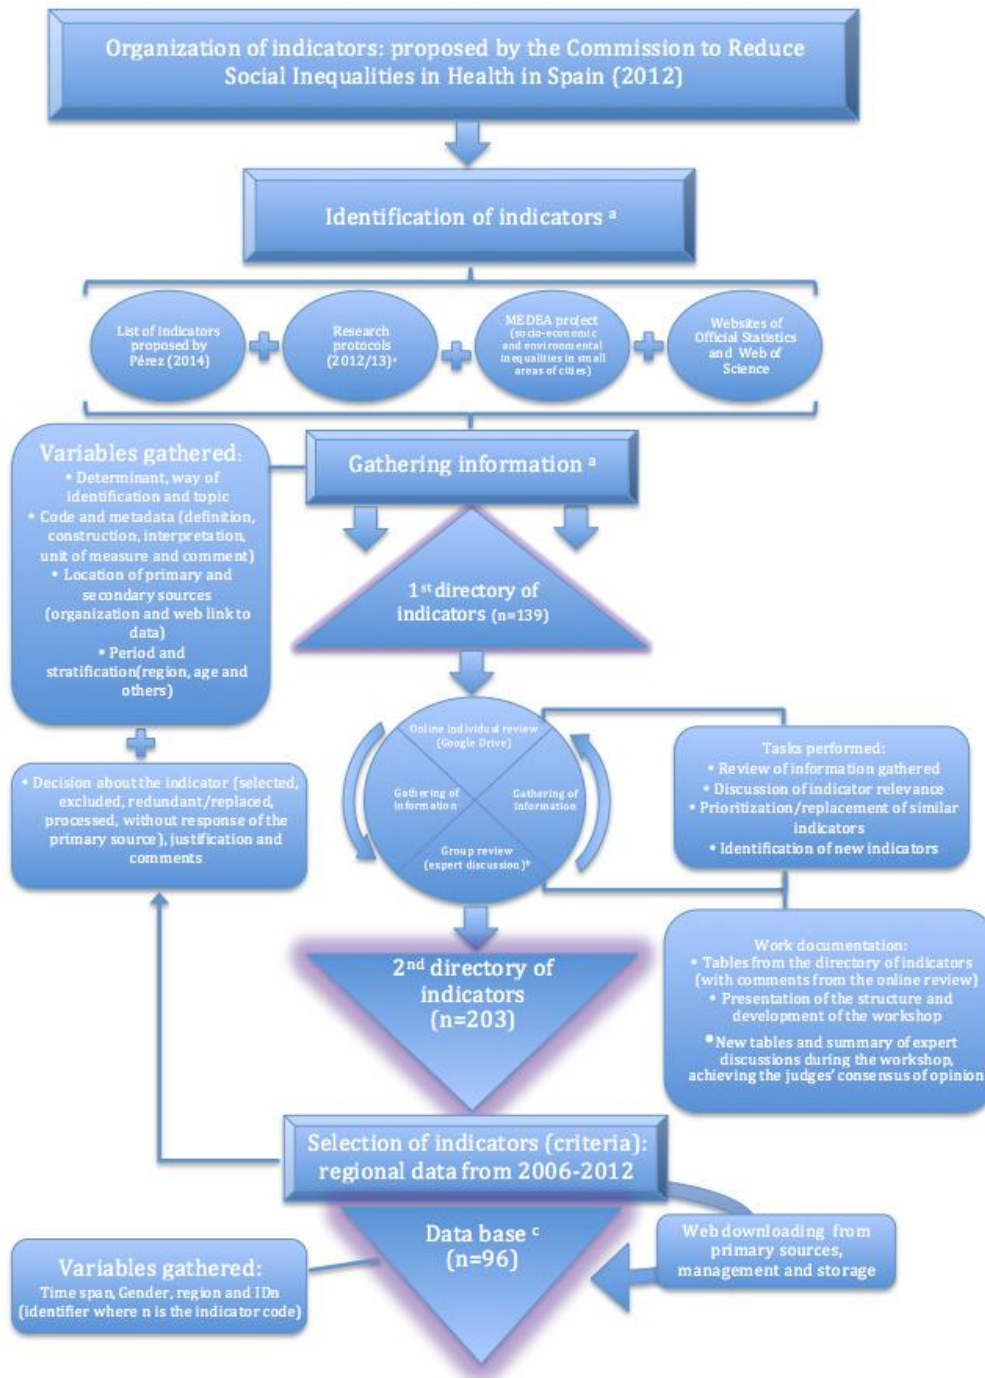 Organization of indicators: proposed by the Commission to Reduce
Social Inequalities in Health in Spain (2012)
Identification of indicators a
List of indicators
proposed by
Pérez (2014)
Research
protocols
(2012/13)a
MEDEA project
(socio-economic
and environmental
inequalities in small
areas of cities)
Websites of
Official Statistics
and Web of
Science
Gathering information a
Variables gathered:
• Determinant, way of
identification and topic
• Code and metadata (definition,
construction, interpretation,
unit of measure and comment)
• Location of primary and
secondary sources
(organization and web link to
data)
• Period and
stratification(region, age and
others)
1st directory of
indicators (n=139)
• Decision about the indicator (selected,
excluded, redundant/replaced,
processed, without response of the
primary source), justification and
comments
Online individual review
(Google Drive)
Gathering of
information
Gathering of
information
Group review
(expert discussion)b
Tasks performed:
• Review of information gathered
• Discussion of indicator relevance
• Prioritization/replacement of similar
indicators
• Identification of new indicators
Work documentation:
• Tables from the directory of indicators
(with comments from the online review)
• Presentation of the structure and
development of the workshop
•New tables and summary of expert
discussions during the workshop,
achieving the judges' consensus of opinion
2nd directory of
indicators
(n=203)
Selection of indicators (criteria):
regional data from 2006-2012
Data base c
(n=96)
Web downloading from
primary sources,
management and storage
Variables gathered:
Time span, Gender, region and IDn
(identifier where n is the indicator code)